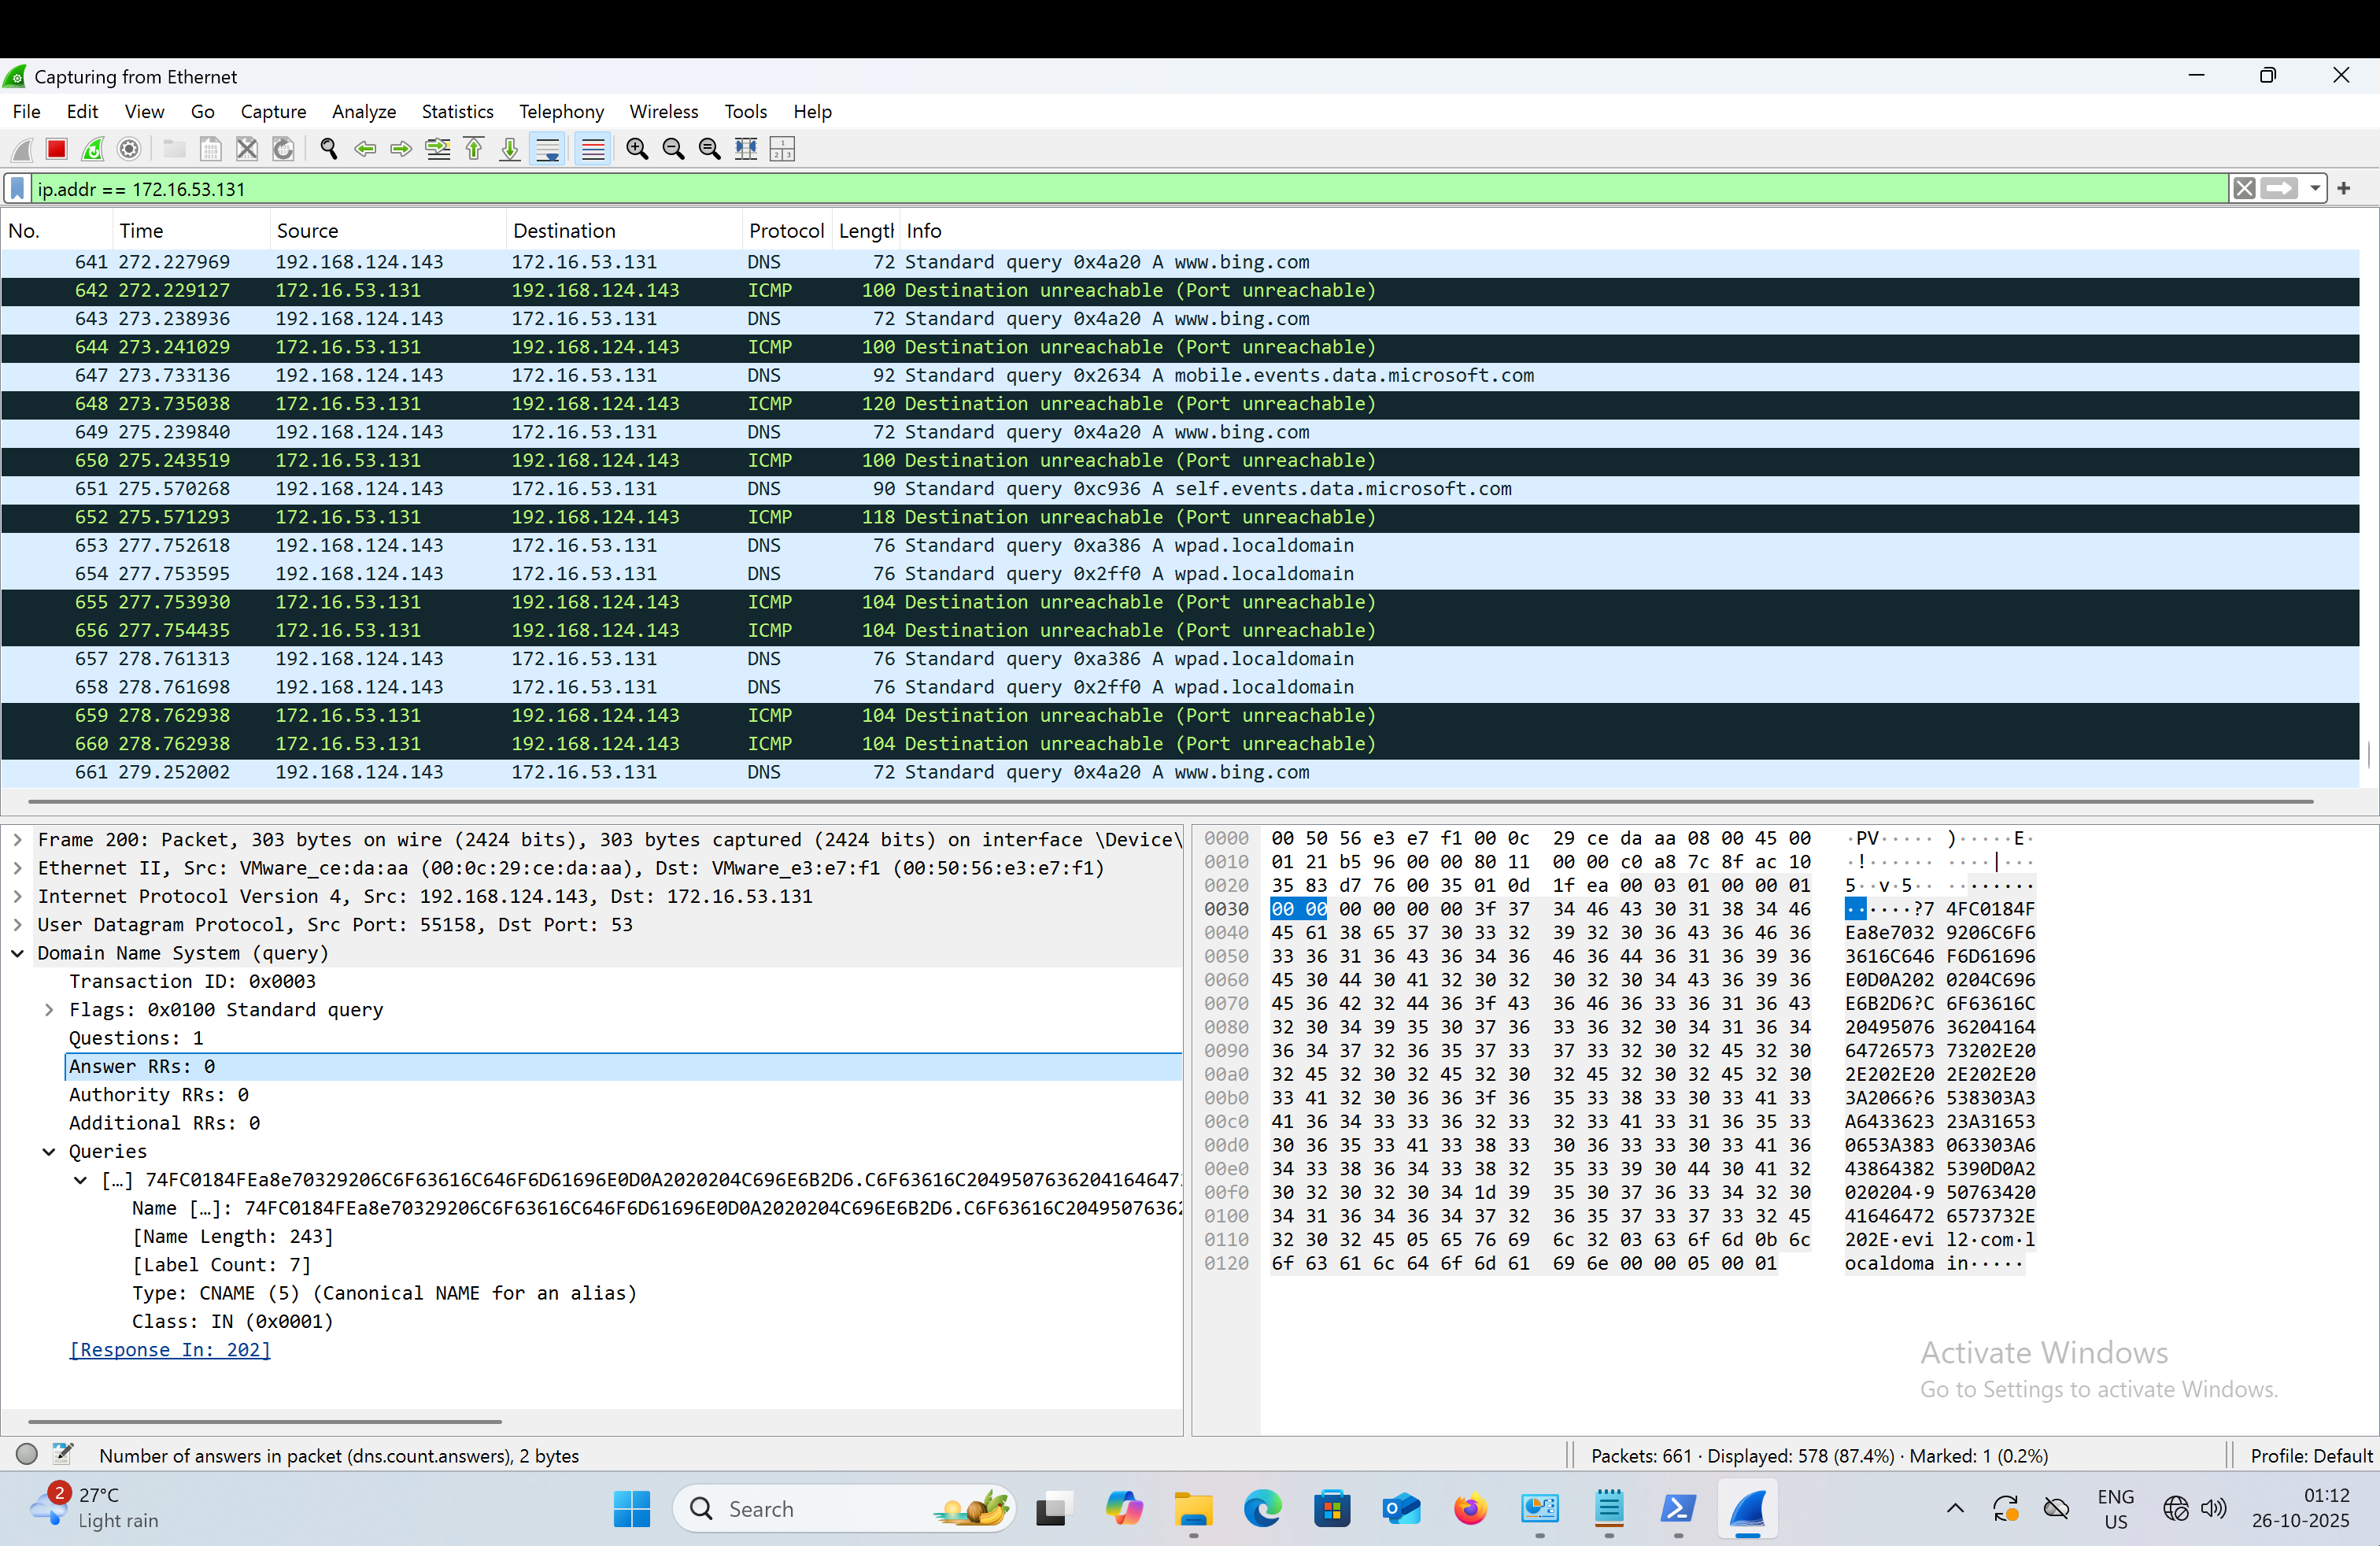 Capturing from Ethernet
File Edit View Go Capture Analyze Statistics Telephony Wireless Tools Help
ip.addr == 172.16.53.131
No. Time Source Destination Protocol Length Info
641 272.227969 192.168.124.143 172.16.53.131 DNS 72 Standard query 0x4a20 A www.bing.com
642 272.229127 172.16.53.131 192.168.124.143 ICMP 100 Destination unreachable (Port unreachable)
643 273.238936 192.168.124.143 172.16.53.131 DNS 72 Standard query 0x4a20 A www.bing.com
644 273.241029 172.16.53.131 192.168.124.143 ICMP 100 Destination unreachable (Port unreachable)
647 273.733136 192.168.124.143 172.16.53.131 DNS 92 Standard query 0x2634 A mobile.events.data.microsoft.com
648 273.735038 172.16.53.131 192.168.124.143 ICMP 120 Destination unreachable (Port unreachable)
649 275.239840 192.168.124.143 172.16.53.131 DNS 72 Standard query 0x4a20 A www.bing.com
650 275.243519 172.16.53.131 192.168.124.143 ICMP 100 Destination unreachable (Port unreachable)
651 275.570268 192.168.124.143 172.16.53.131 DNS 90 Standard query 0xc936 A self.events.data.microsoft.com
652 275.571293 172.16.53.131 192.168.124.143 ICMP 118 Destination unreachable (Port unreachable)
653 277.752618 192.168.124.143 172.16.53.131 DNS 76 Standard query 0xa386 A wpad.localdomain
654 277.753595 192.168.124.143 172.16.53.131 DNS 76 Standard query 0x2ff0 A wpad.localdomain
655 277.753930 172.16.53.131 192.168.124.143 ICMP 104 Destination unreachable (Port unreachable)
656 277.754435 172.16.53.131 192.168.124.143 ICMP 104 Destination unreachable (Port unreachable)
657 278.761313 192.168.124.143 172.16.53.131 DNS 76 Standard query 0xa386 A wpad.localdomain
658 278.761698 192.168.124.143 172.16.53.131 DNS 76 Standard query 0x2ff0 A wpad.localdomain
659 278.762938 172.16.53.131 192.168.124.143 ICMP 104 Destination unreachable (Port unreachable)
660 278.762938 172.16.53.131 192.168.124.143 ICMP 104 Destination unreachable (Port unreachable)
661 279.252002 192.168.124.143 172.16.53.131 DNS 72 Standard query 0x4a20 A www.bing.com
Frame 200: Packet, 303 bytes on wire (2424 bits), 303 bytes captured (2424 bits) on interface \Device\
Ethernet II, Src: VMware_ce:da:aa (00:0c:29:ce:da:aa), Dst: VMware_e3:e7:f1 (00:50:56:e3:e7:f1)
Internet Protocol Version 4, Src: 192.168.124.143, Dst: 172.16.53.131
User Datagram Protocol, Src Port: 55158, Dst Port: 53
Domain Name System (query)
Transaction ID: 0x0003
Flags: 0x0100 Standard query
Questions: 1
Answer RRs: 0
Authority RRs: 0
Additional RRs: 0
Queries
[…] 74FC0184FEa8e70329206C6F63616C646F6D61696E0D0A2020204C696E6B2D6.C6F63616C2049507636204164647
Name […]: 74FC0184FEa8e70329206C6F63616C646F6D61696E0D0A2020204C696E6B2D6.C6F63616C2049507636
[Name Length: 243]
[Label Count: 7]
Type: CNAME (5) (Canonical NAME for an alias)
Class: IN (0x0001)
[Response In: 202]
0000 00 50 56 e3 e7 f1 00 0c 29 ce da aa 08 00 45 00 ·PV····· )·····E·
0010 01 21 b5 96 00 00 80 11 00 00 c0 a8 7c 8f ac 10 ·!······ ····|···
0020 35 83 d7 76 00 35 01 0d 1f ea 00 03 01 00 00 01 5··v·5·· ········
0030 00 00 00 00 00 00 3f 37 34 46 43 30 31 38 34 46 ······?7 4FC0184F
0040 45 61 38 65 37 30 33 32 39 32 30 36 43 36 46 36 Ea8e7032 9206C6F6
0050 33 36 31 36 43 36 34 36 46 36 44 36 31 36 39 36 3616C646 F6D61696
0060 45 30 44 30 41 32 30 32 30 32 30 34 43 36 39 36 E0D0A202 0204C696
0070 45 36 42 32 44 36 3f 43 36 46 36 33 36 31 36 43 E6B2D6?C 6F63616C
0080 32 30 34 39 35 30 37 36 33 36 32 30 34 31 36 34 20495076 36204164
0090 36 34 37 32 36 35 37 33 37 33 32 30 32 45 32 30 64726573 73202E20
00a0 32 45 32 30 32 45 32 30 32 45 32 30 32 45 32 30 2E202E20 2E202E20
00b0 33 41 32 30 36 36 3f 36 35 33 38 33 30 33 41 33 3A2066?6 538303A3
00c0 41 36 34 33 33 36 32 33 32 33 41 33 31 36 35 33 A6433623 23A31653
00d0 30 36 35 33 41 33 38 33 30 36 33 33 30 33 41 36 0653A383 063303A6
00e0 34 33 38 36 34 33 38 32 35 33 39 30 44 30 41 32 43864382 5390D0A2
00f0 30 32 30 32 30 34 1d 39 35 30 37 36 33 34 32 30 020204·9 50763420
0100 34 31 36 34 36 34 37 32 36 35 37 33 37 33 32 45 41646472 6573732E
0110 32 30 32 45 05 65 76 69 6c 32 03 63 6f 6d 0b 6c 202E·evi l2·com·l
0120 6f 63 61 6c 64 6f 6d 61 69 6e 00 00 05 00 01 ocaldoma in·····
Activate Windows
Go to Settings to activate Windows.
Number of answers in packet (dns.count.answers), 2 bytes
Packets: 661 · Displayed: 578 (87.4%) · Marked: 1 (0.2%)
Profile: Default
2
27°C
Light rain
Search
ENG
US
01:12
26-10-2025